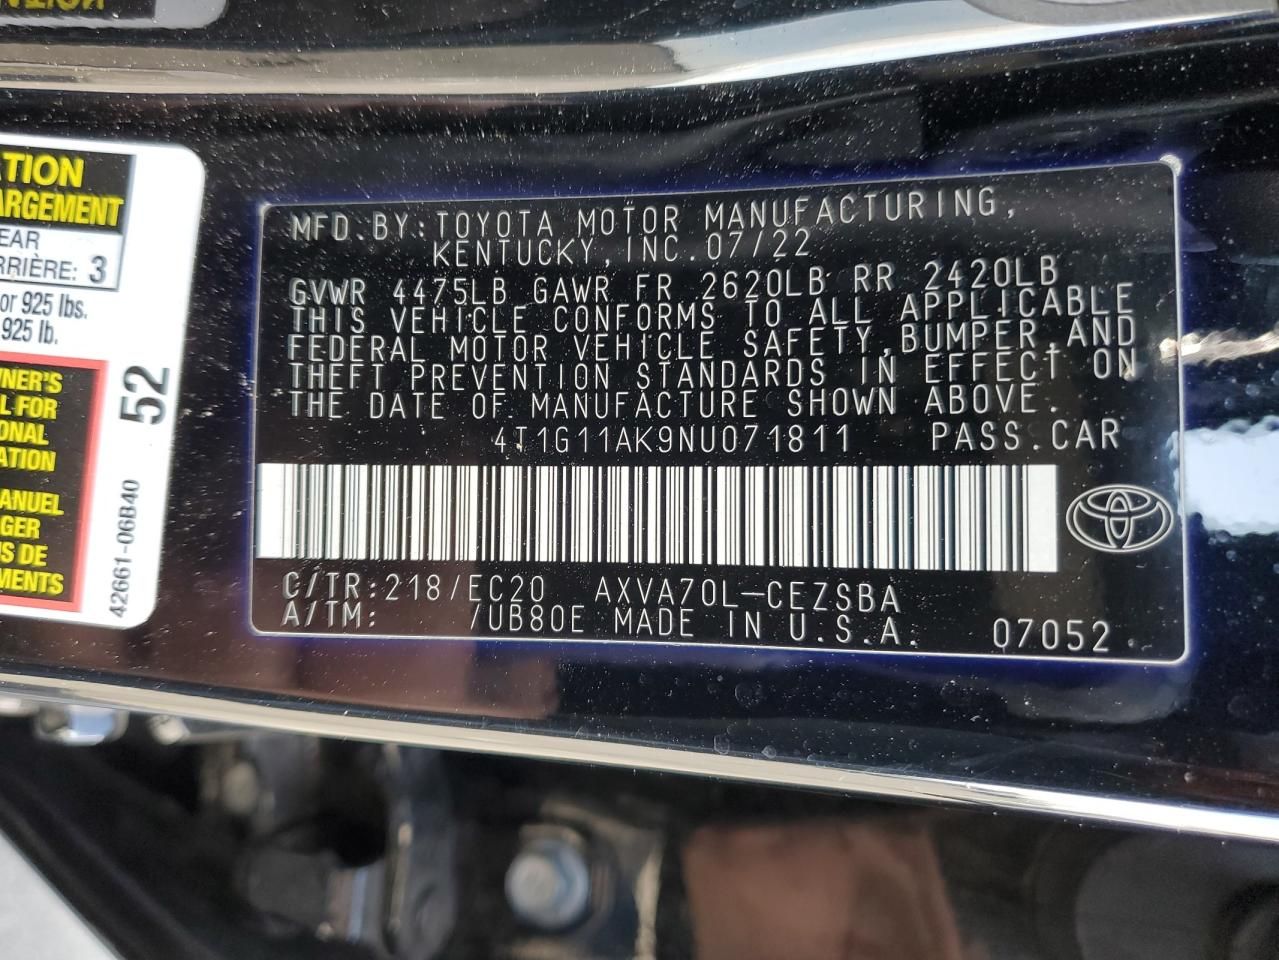 ATION
ARGEMENT
EAR
RRIÈRE: 3
or 925 lbs.
925 lb.
WNER'S
L FOR
ONAL
ATION
MANUEL
GER
NS DE
EMENTS
52
42661-06B40
MFD.BY:TOYOTA MOTOR MANUFACTURING,
KENTUCKY,INC.07/22
GVWR 4475LB GAWR FR 2620LB RR 2420LB
THIS VEHICLE CONFORMS TO ALL APPLICABLE
FEDERAL MOTOR VEHICLE SAFETY,BUMPER,AND
THEFT PREVENTION STANDARDS IN EFFECT ON
THE DATE OF MANUFACTURE SHOWN ABOVE.
4T1G11AK9NU071811 PASS.CAR
C/TR:218/EC20 AXVA70L-CEZSBA
A/TM: /UB80E MADE IN U.S.A. 07052